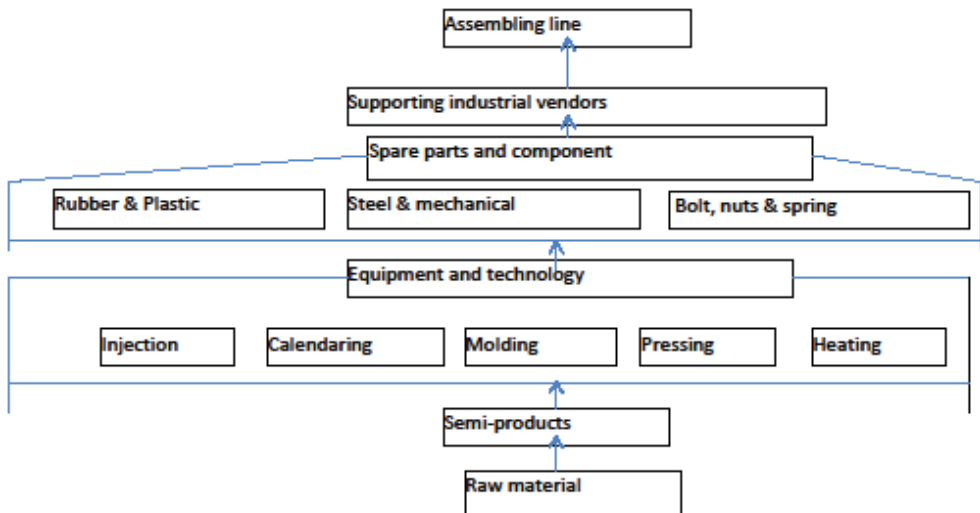 Assembling line
Supporting industrial vendors
Spare parts and component
Rubber & Plastic
Steel & mechanical
Bolt, nuts & spring
Equipment and technology
Injection
Calendaring
Molding
Pressing
Heating
Semi-products
Raw material